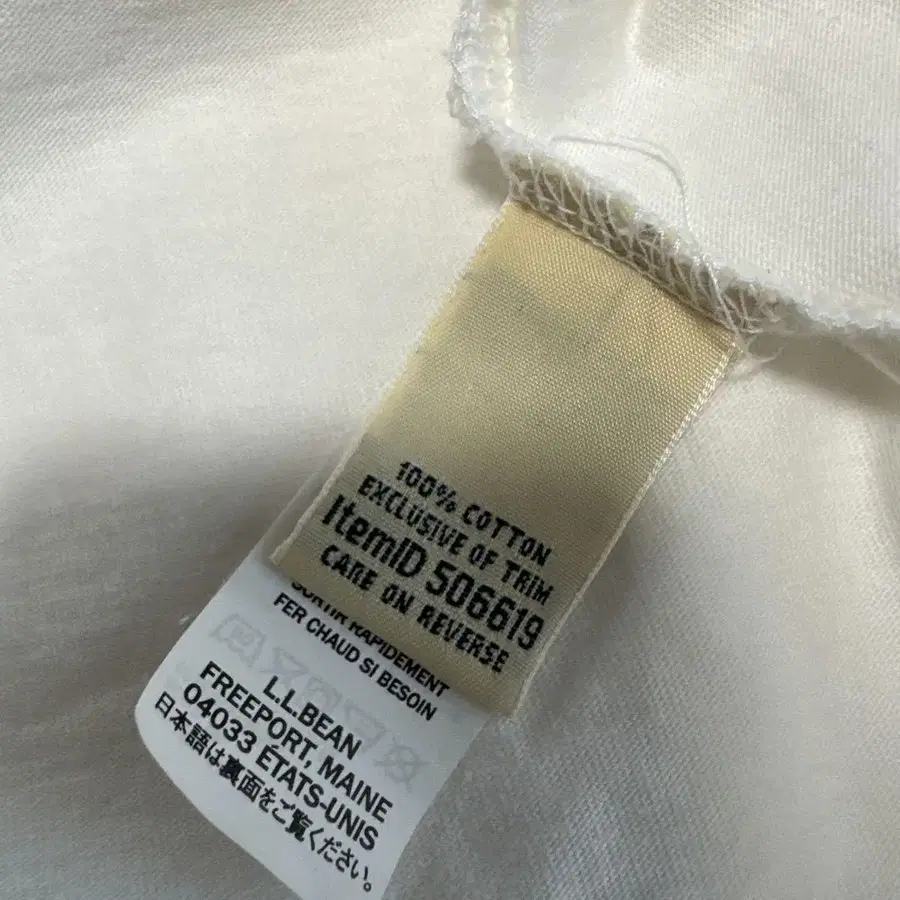 100% COTTON
EXCLUSIVE OF TRIM
ItemID 506619
CARE ON REVERSE
SORTIR RAPIDEMENT
FER CHAUD SI BESOIN
L.L.BEAN
FREEPORT, MAINE
04033 ÉTATS-UNIS
日本語は裏面をご覧ください。